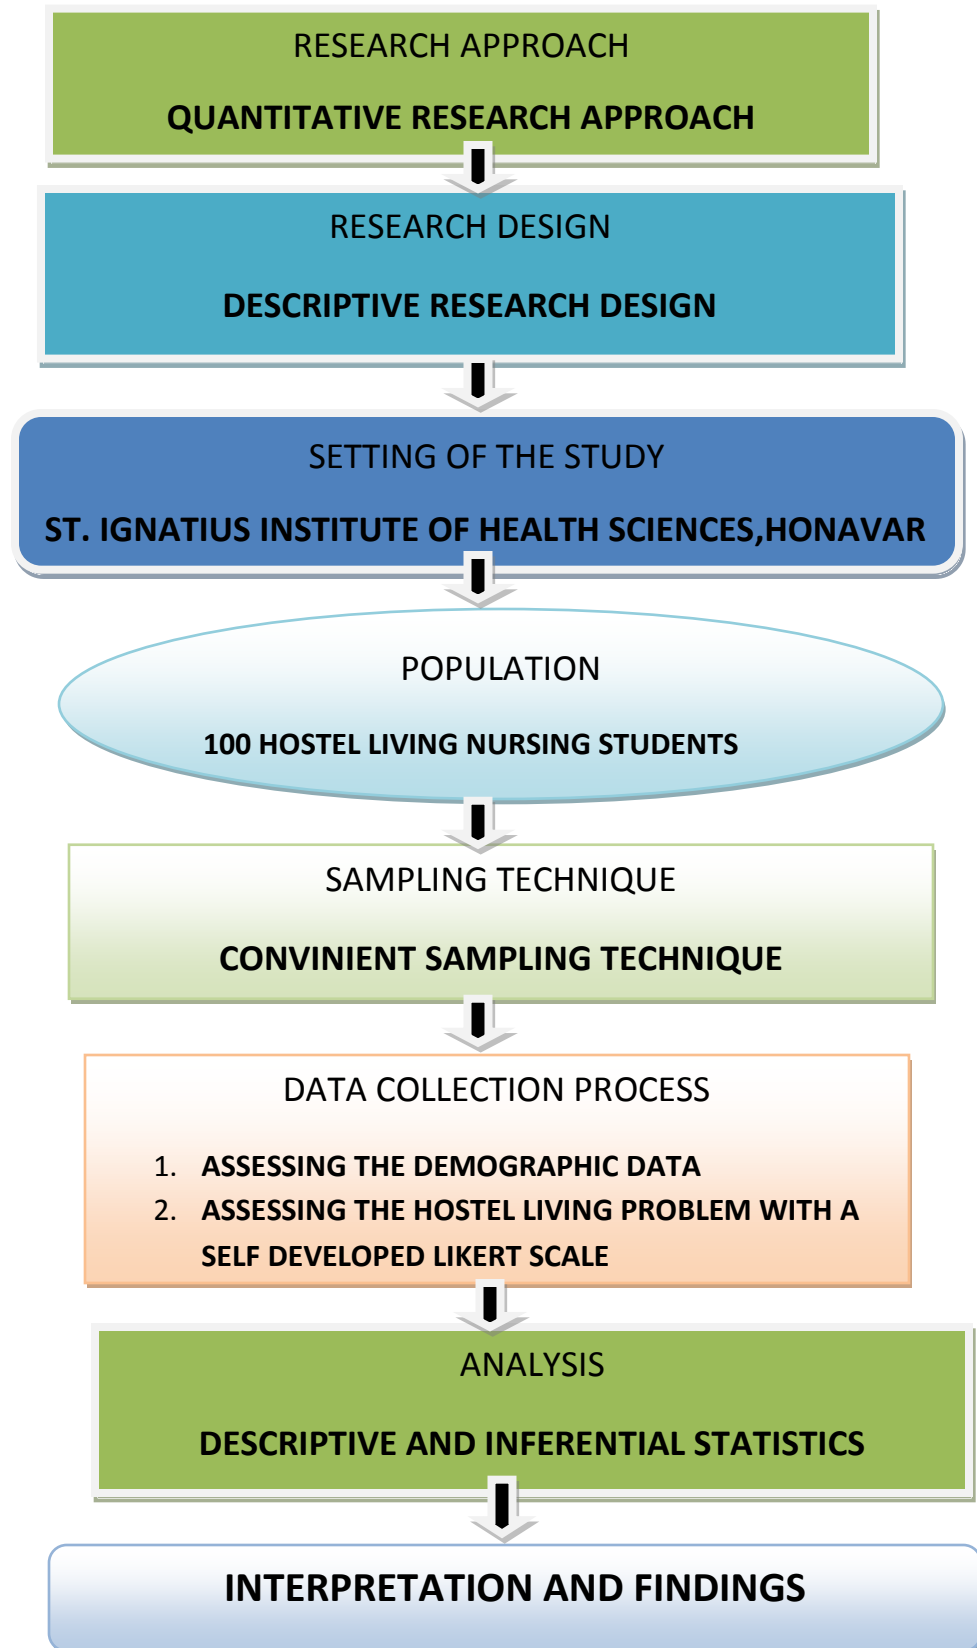 RESEARCH APPROACH
QUANTITATIVE RESEARCH APPROACH
RESEARCH DESIGN
DESCRIPTIVE RESEARCH DESIGN
SETTING OF THE STUDY
ST. IGNATIUS INSTITUTE OF HEALTH SCIENCES,HONAVAR
POPULATION
100 HOSTEL LIVING NURSING STUDENTS
SAMPLING TECHNIQUE
CONVINIENT SAMPLING TECHNIQUE
DATA COLLECTION PROCESS
1. ASSESSING THE DEMOGRAPHIC DATA
2. ASSESSING THE HOSTEL LIVING PROBLEM WITH A
SELF DEVELOPED LIKERT SCALE
ANALYSIS
DESCRIPTIVE AND INFERENTIAL STATISTICS
INTERPRETATION AND FINDINGS